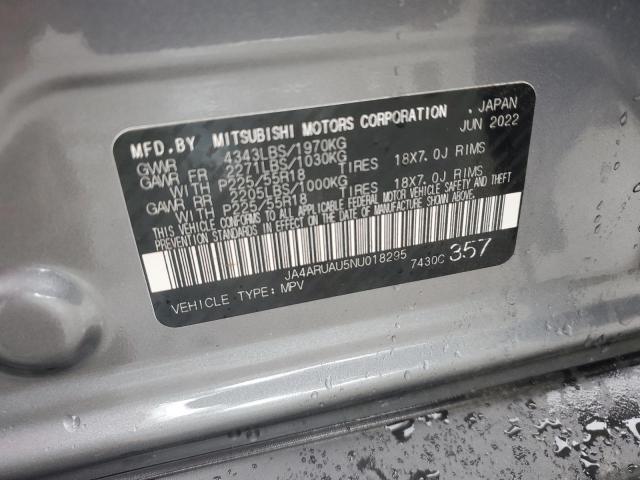 MFD.BY MITSUBISHI MOTORS CORPORATION , JAPAN
JUN 2022
GVWR 4343LBS/1970KG
GAWR FR 2271LBS/1030KG
WITH P225/55R18 TIRES 18X7.0J RIMS
GAWR RR 2206LBS/1000KG
WITH P225/55R18 TIRES 18X7.0J RIMS
THIS VEHICLE CONFORMS TO ALL APPLICABLE FEDERAL MOTOR VEHICLE SAFETY AND THEFT
PREVENTION STANDARDS IN EFFECT ON THE DATE OF MANUFACTURE SHOWN ABOVE.
JA4ARUAU5NU018295
7430C 357
VEHICLE TYPE: MPV